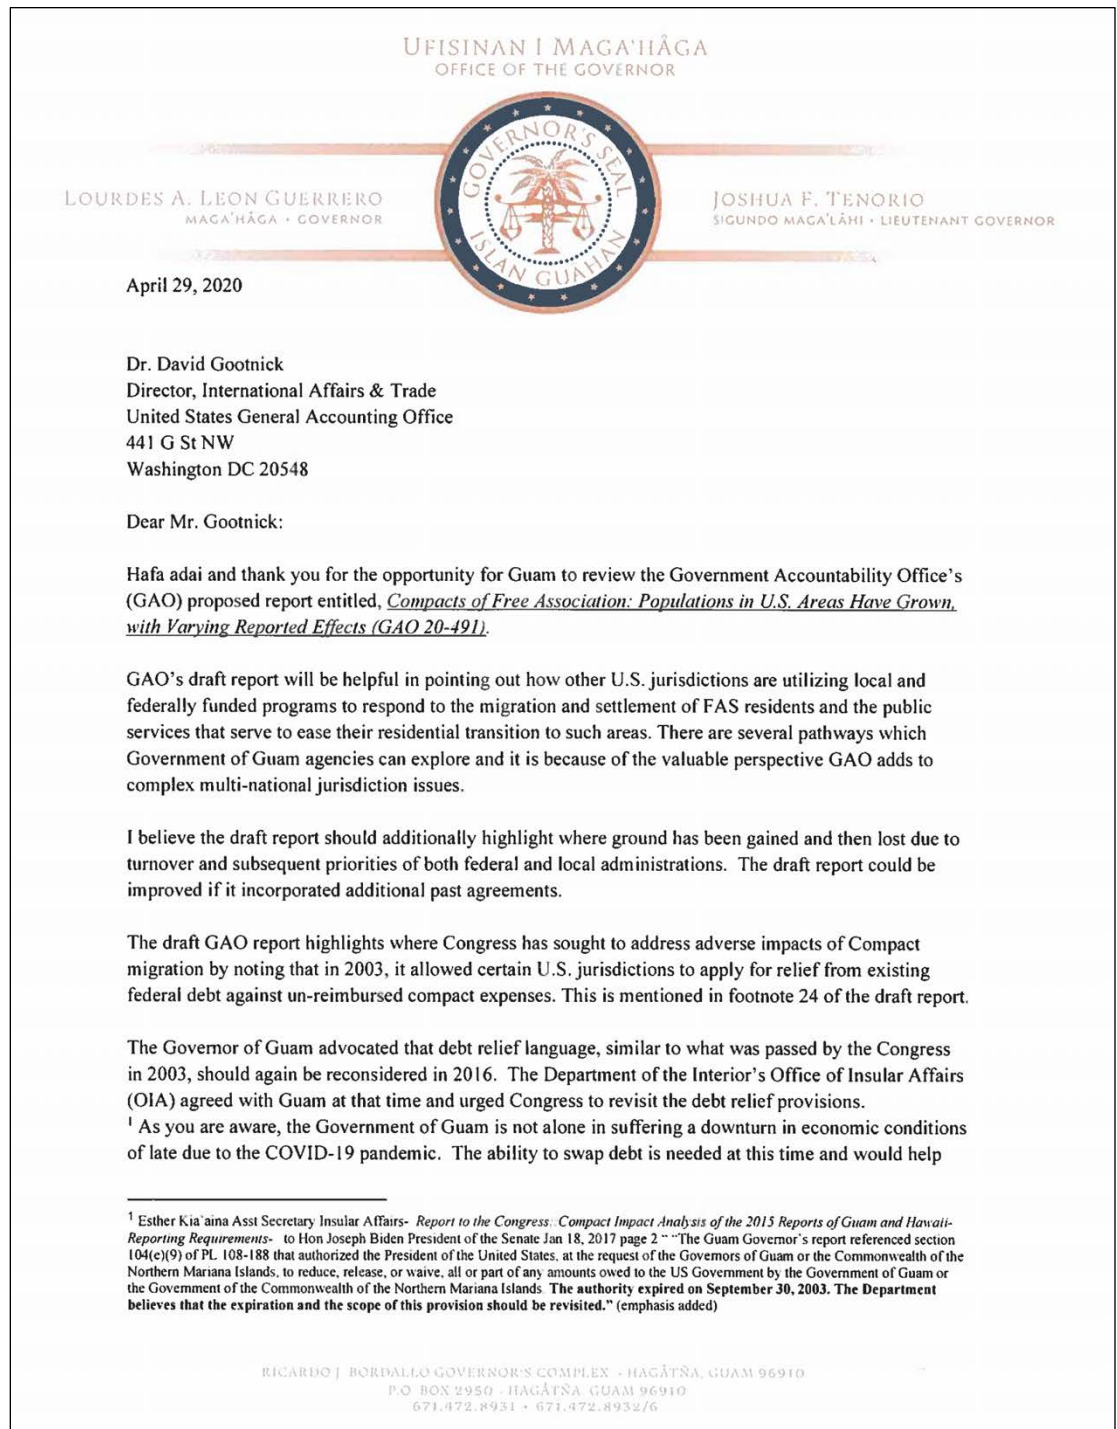 UFISINAN I MAGA'HÅGA
OFFICE OF THE GOVERNOR
GOVERNOR'S SEAL
ISLAN GUAHAN
LOURDES A. LEON GUERRERO
MAGA'HÅGA • GOVERNOR
JOSHUA F. TENORIO
SIGUNDO MAGA'LÅHI • LIEUTENANT GOVERNOR
April 29, 2020
Dr. David Gootnick
Director, International Affairs & Trade
United States General Accounting Office
441 G St NW
Washington DC 20548
Dear Mr. Gootnick:
Hafa adai and thank you for the opportunity for Guam to review the Government Accountability Office's
(GAO) proposed report entitled, Compacts of Free Association: Populations in U.S. Areas Have Grown,
with Varying Reported Effects (GAO 20-491).
GAO's draft report will be helpful in pointing out how other U.S. jurisdictions are utilizing local and
federally funded programs to respond to the migration and settlement of FAS residents and the public
services that serve to ease their residential transition to such areas. There are several pathways which
Government of Guam agencies can explore and it is because of the valuable perspective GAO adds to
complex multi-national jurisdiction issues.
I believe the draft report should additionally highlight where ground has been gained and then lost due to
turnover and subsequent priorities of both federal and local administrations. The draft report could be
improved if it incorporated additional past agreements.
The draft GAO report highlights where Congress has sought to address adverse impacts of Compact
migration by noting that in 2003, it allowed certain U.S. jurisdictions to apply for relief from existing
federal debt against un-reimbursed compact expenses. This is mentioned in footnote 24 of the draft report.
The Governor of Guam advocated that debt relief language, similar to what was passed by the Congress
in 2003, should again be reconsidered in 2016. The Department of the Interior's Office of Insular Affairs
(OIA) agreed with Guam at that time and urged Congress to revisit the debt relief provisions.
1 As you are aware, the Government of Guam is not alone in suffering a downturn in economic conditions
of late due to the COVID-19 pandemic. The ability to swap debt is needed at this time and would help
1 Esther Kia'aina Asst Secretary Insular Affairs- Report to the Congress: Compact Impact Analysis of the 2015 Reports of Guam and Hawaii-
Reporting Requirements- to Hon Joseph Biden President of the Senate Jan 18, 2017 page 2 " "The Guam Governor's report referenced section
104(e)(9) of PL 108-188 that authorized the President of the United States, at the request of the Governors of Guam or the Commonwealth of the
Northern Mariana Islands, to reduce, release, or waive, all or part of any amounts owed to the US Government by the Government of Guam or
the Government of the Commonwealth of the Northern Mariana Islands. The authority expired on September 30, 2003. The Department
believes that the expiration and the scope of this provision should be revisited." (emphasis added)
RICARDO J BORDALLO GOVERNOR'S COMPLEX • HAGÅTÑA, GUAM 96910
P.O. BOX 2950 • HAGÅTÑA, GUAM 96910
671.472.8931 • 671.472.8932/6